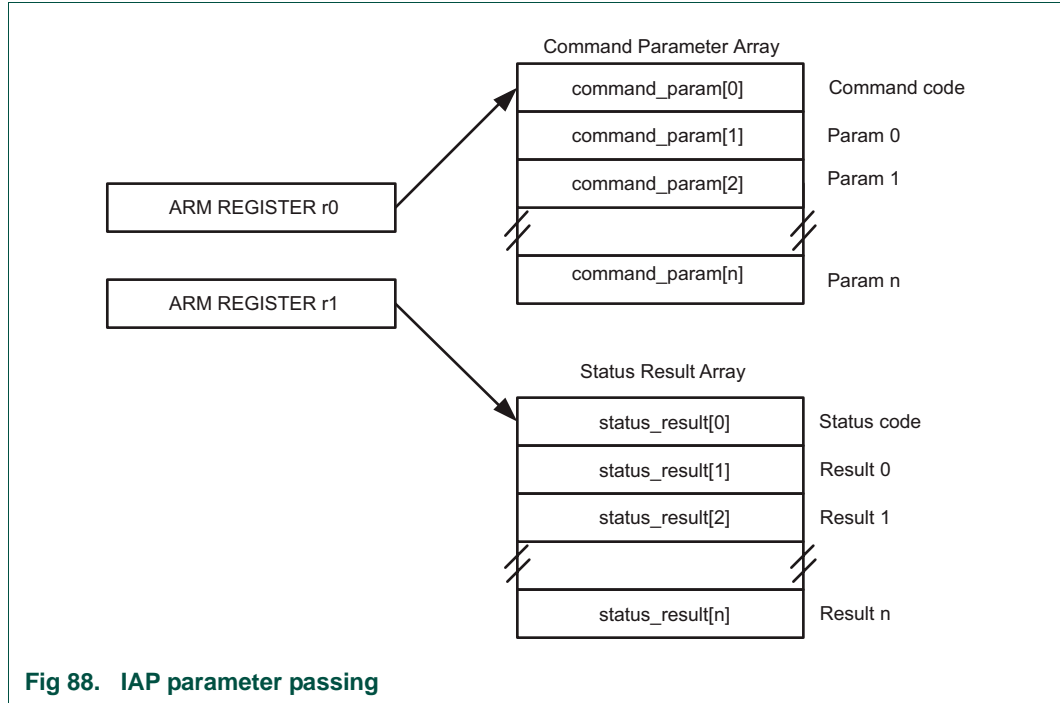 Command Parameter Array
command_param[0] Command code
command_param[1] Param 0
command_param[2] Param 1
ARM REGISTER r0
command_param[n] Param n
ARM REGISTER r1
Status Result Array
status_result[0] Status code
status_result[1] Result 0
status_result[2] Result 1
status_result[n] Result n
Fig 88. IAP parameter passing